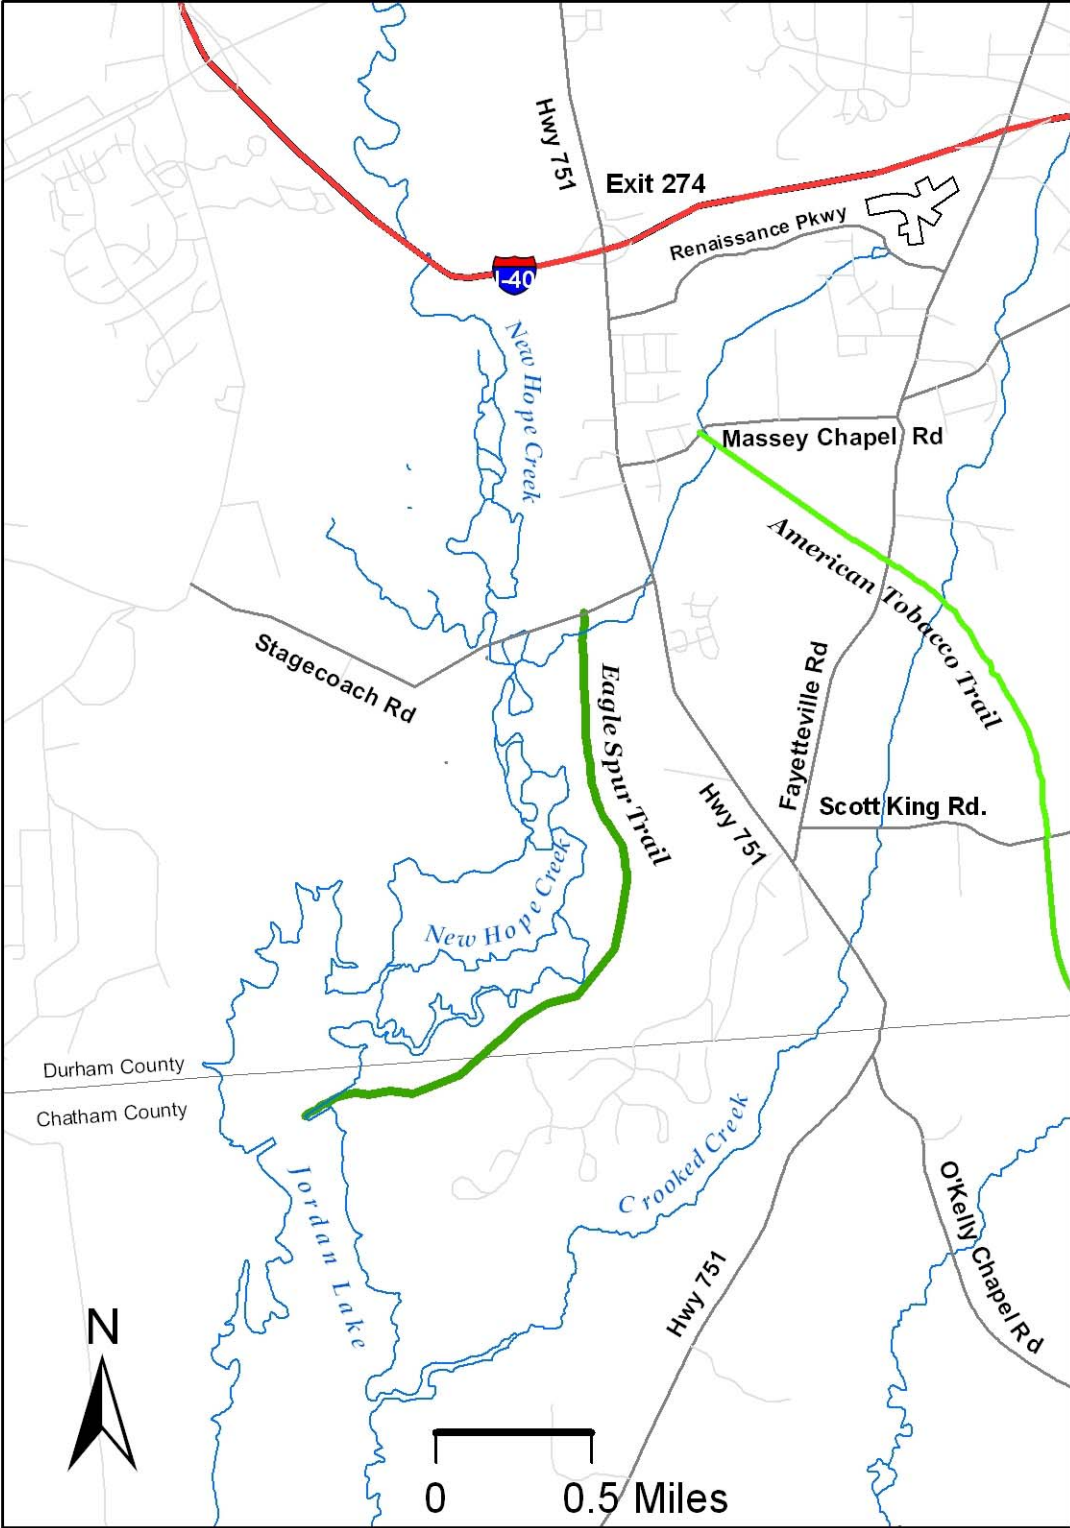 Hwy 751
Exit 274
Renaissance Pkwy
I-40
New Hope Creek
Massey Chapel Rd
American Tobacco Trail
Stagecoach Rd
Eagle Spur Trail
Fayetteville Rd
Hwy 751
Scott King Rd.
New Hope Creek
Durham County
Chatham County
Crooked Creek
Jordan Lake
O'Kelly Chapel Rd
Hwy 751
N
0 0.5 Miles